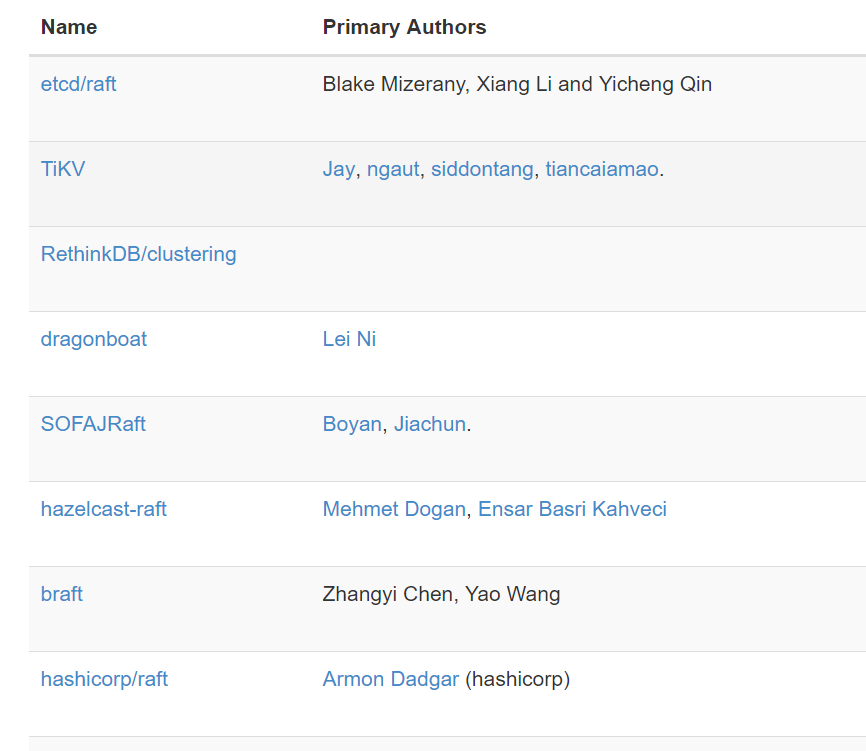 Name Primary Authors
etcd/raft Blake Mizerany, Xiang Li and Yicheng Qin
TiKV Jay, ngaut, siddontang, tiancaiamao.
RethinkDB/clustering
dragonboat Lei Ni
SOFAJRaft Boyan, Jiachun.
hazelcast-raft Mehmet Dogan, Ensar Basri Kahveci
braft Zhangyi Chen, Yao Wang
hashicorp/raft Armon Dadgar (hashicorp)